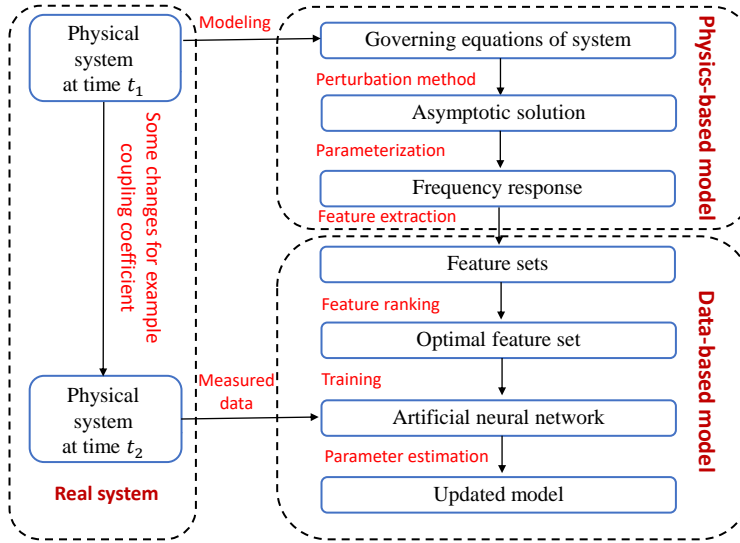 Physical
system
at time t₁
Modeling
Governing equations of system
Perturbation method
Asymptotic solution
Parameterization
Frequency response
Feature extraction
Physics-based model
Some changes for example
coupling coefficient
Feature sets
Feature ranking
Optimal feature set
Training
Physical
system
at time t₂
Measured
data
Artificial neural network
Parameter estimation
Updated model
Data-based model
Real system